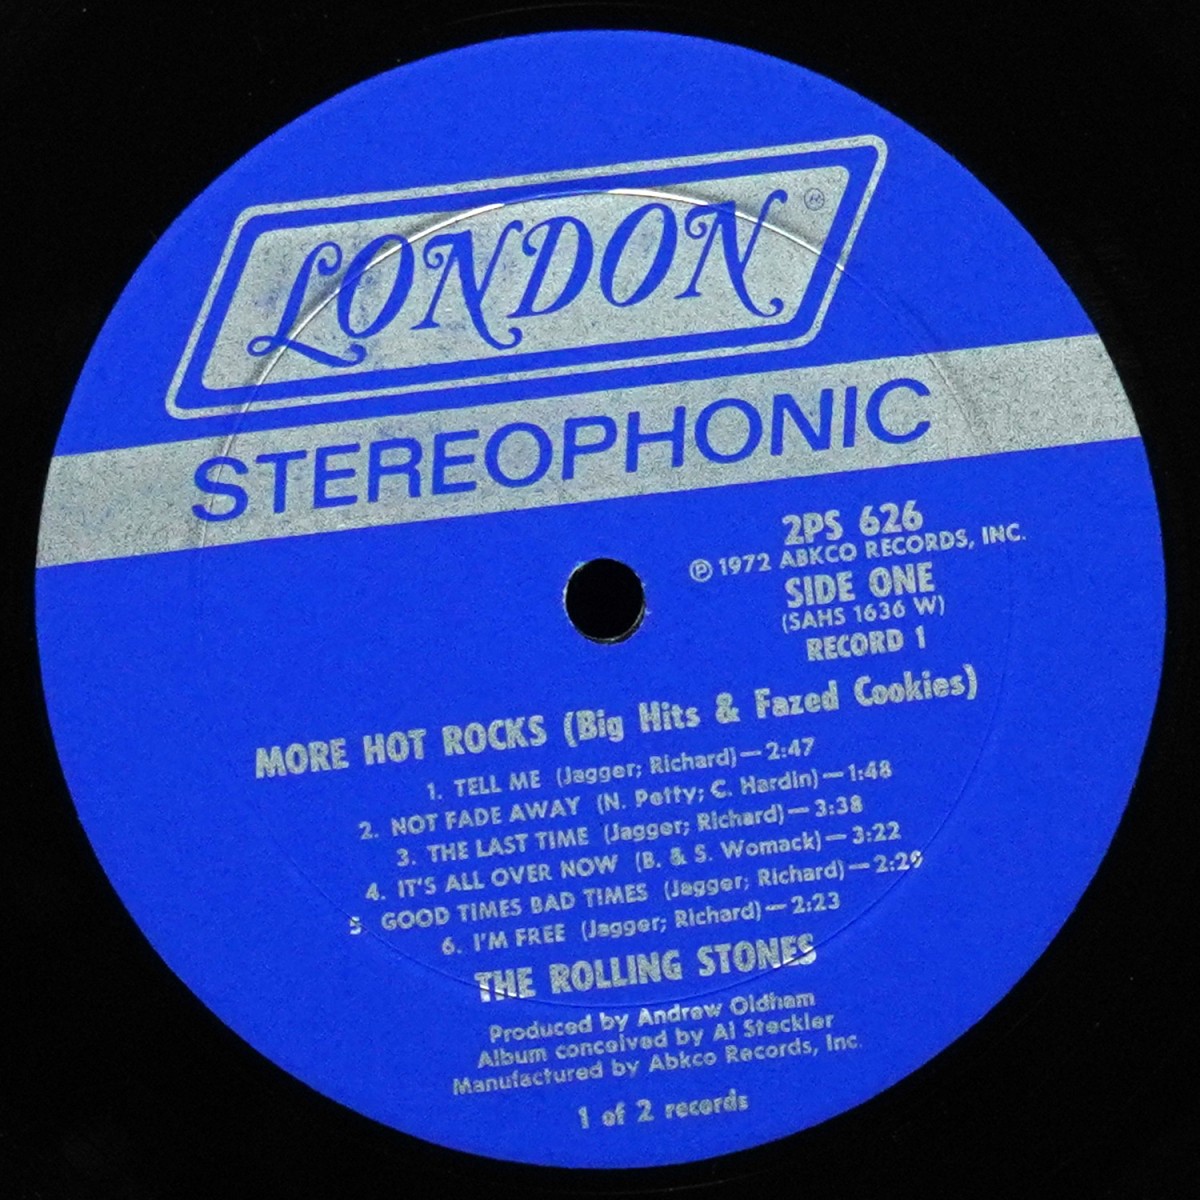 LONDON ®
STEREOPHONIC
2PS 626
℗ 1972 ABKCO RECORDS, INC.
SIDE ONE
(SAHS 1636 W)
RECORD 1
MORE HOT ROCKS (Big Hits & Fazed Cookies)
1. TELL ME (Jagger; Richard)—2:47
2. NOT FADE AWAY (N. Petty; C. Hardin)—1:48
3. THE LAST TIME (Jagger; Richard)—3:38
4. IT'S ALL OVER NOW (B. & S. Womack)—3:22
5 GOOD TIMES BAD TIMES (Jagger; Richard)—2:29
6. I'M FREE (Jagger; Richard)—2:23
THE ROLLING STONES
Produced by Andrew Oldham
Album conceived by Al Steckler
Manufactured by Abkco Records, Inc.
1 of 2 records